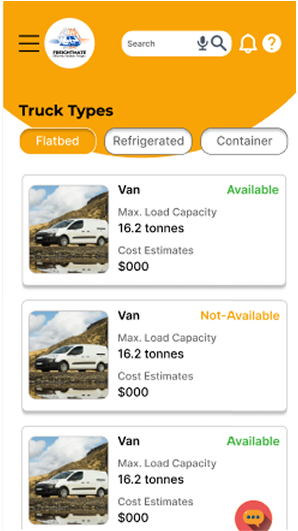 FREIGHTMATE
Search
?
Truck Types
Flatbed
Refrigerated
Container
Van
Available
Max. Load Capacity
16.2 tonnes
Cost Estimates
$000
Van
Not-Available
Max. Load Capacity
16.2 tonnes
Cost Estimates
$000
Van
Available
Max. Load Capacity
16.2 tonnes
Cost Estimates
$000